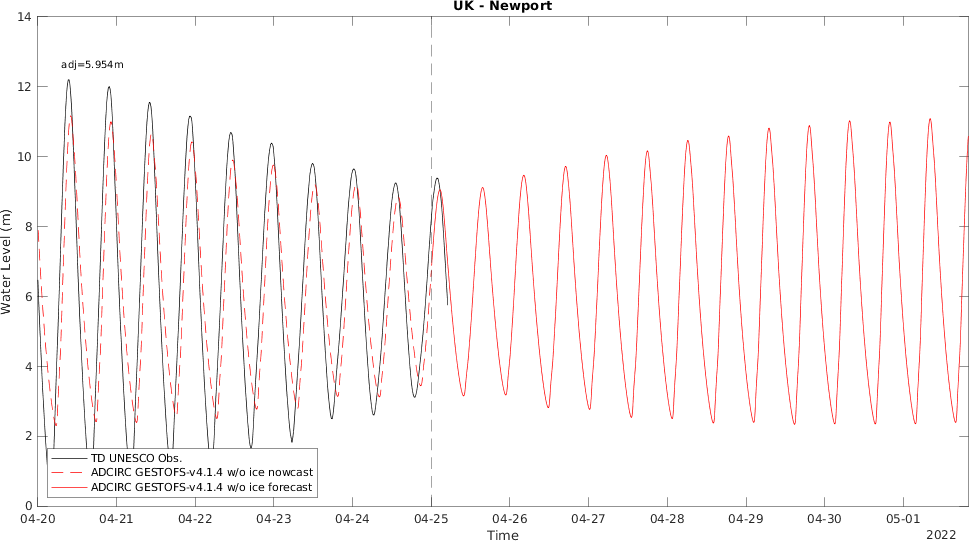 UK - Newport
14
12
10
8
6
4
2
0
Water Level (m)
adj=5.954m
TD UNESCO Obs.
ADCIRC GESTOFS-v4.1.4 w/o ice nowcast
ADCIRC GESTOFS-v4.1.4 w/o ice forecast
04-20 04-21 04-22 04-23 04-24 04-25 04-26 04-27 04-28 04-29 04-30 05-01
Time
2022